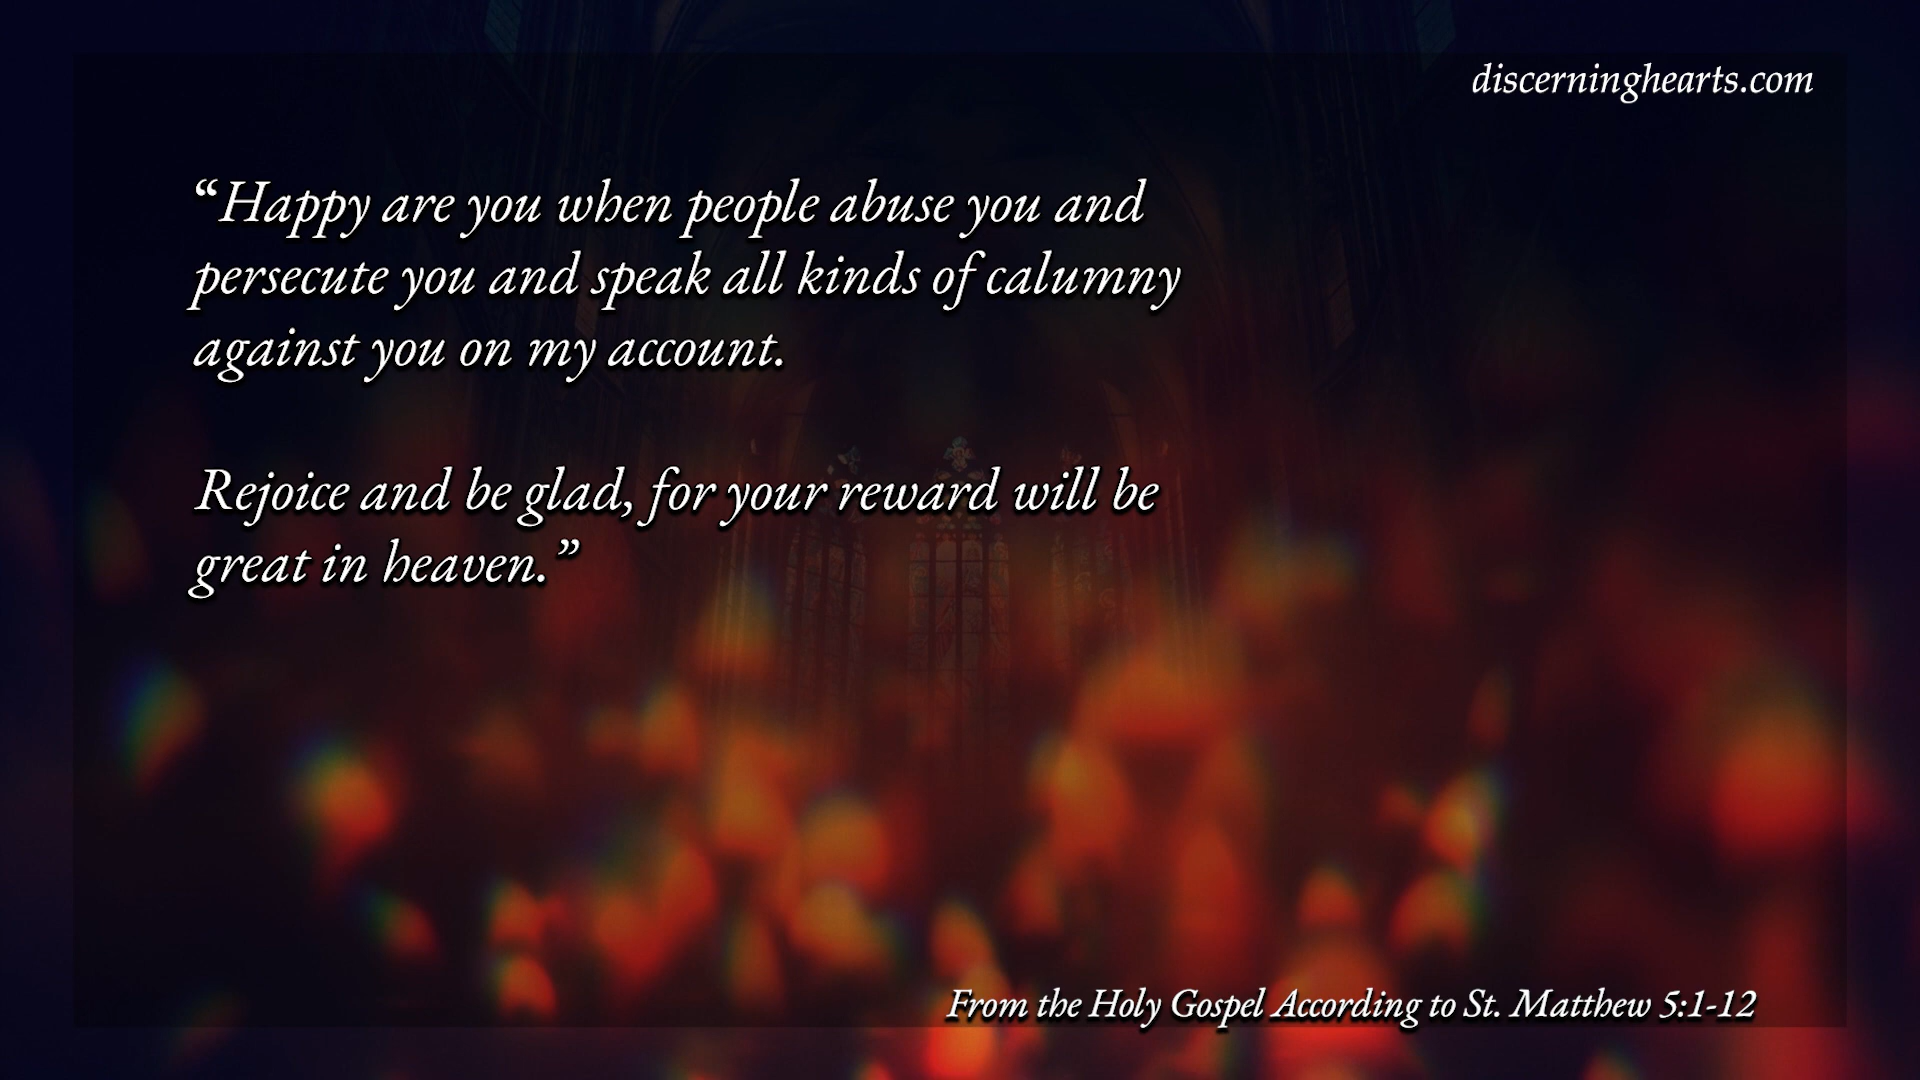 discerninghearts.com
“Happy are you when people abuse you and
persecute you and speak all kinds of calumny
against you on my account.
Rejoice and be glad, for your reward will be
great in heaven.”
From the Holy Gospel According to St. Matthew 5:1-12